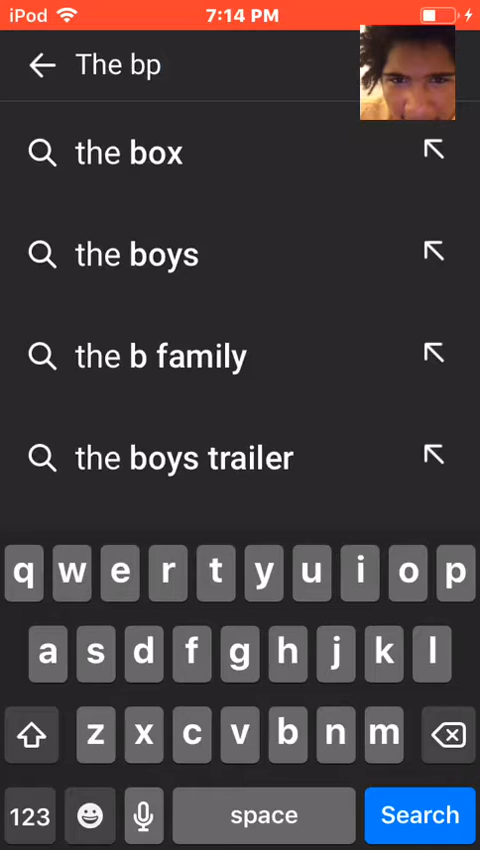 iPod 7:14 PM
The bp
the box
the boys
the b family
the boys trailer
q w e r t y u i o p
a s d f g h j k l
z x c v b n m
123 space Search